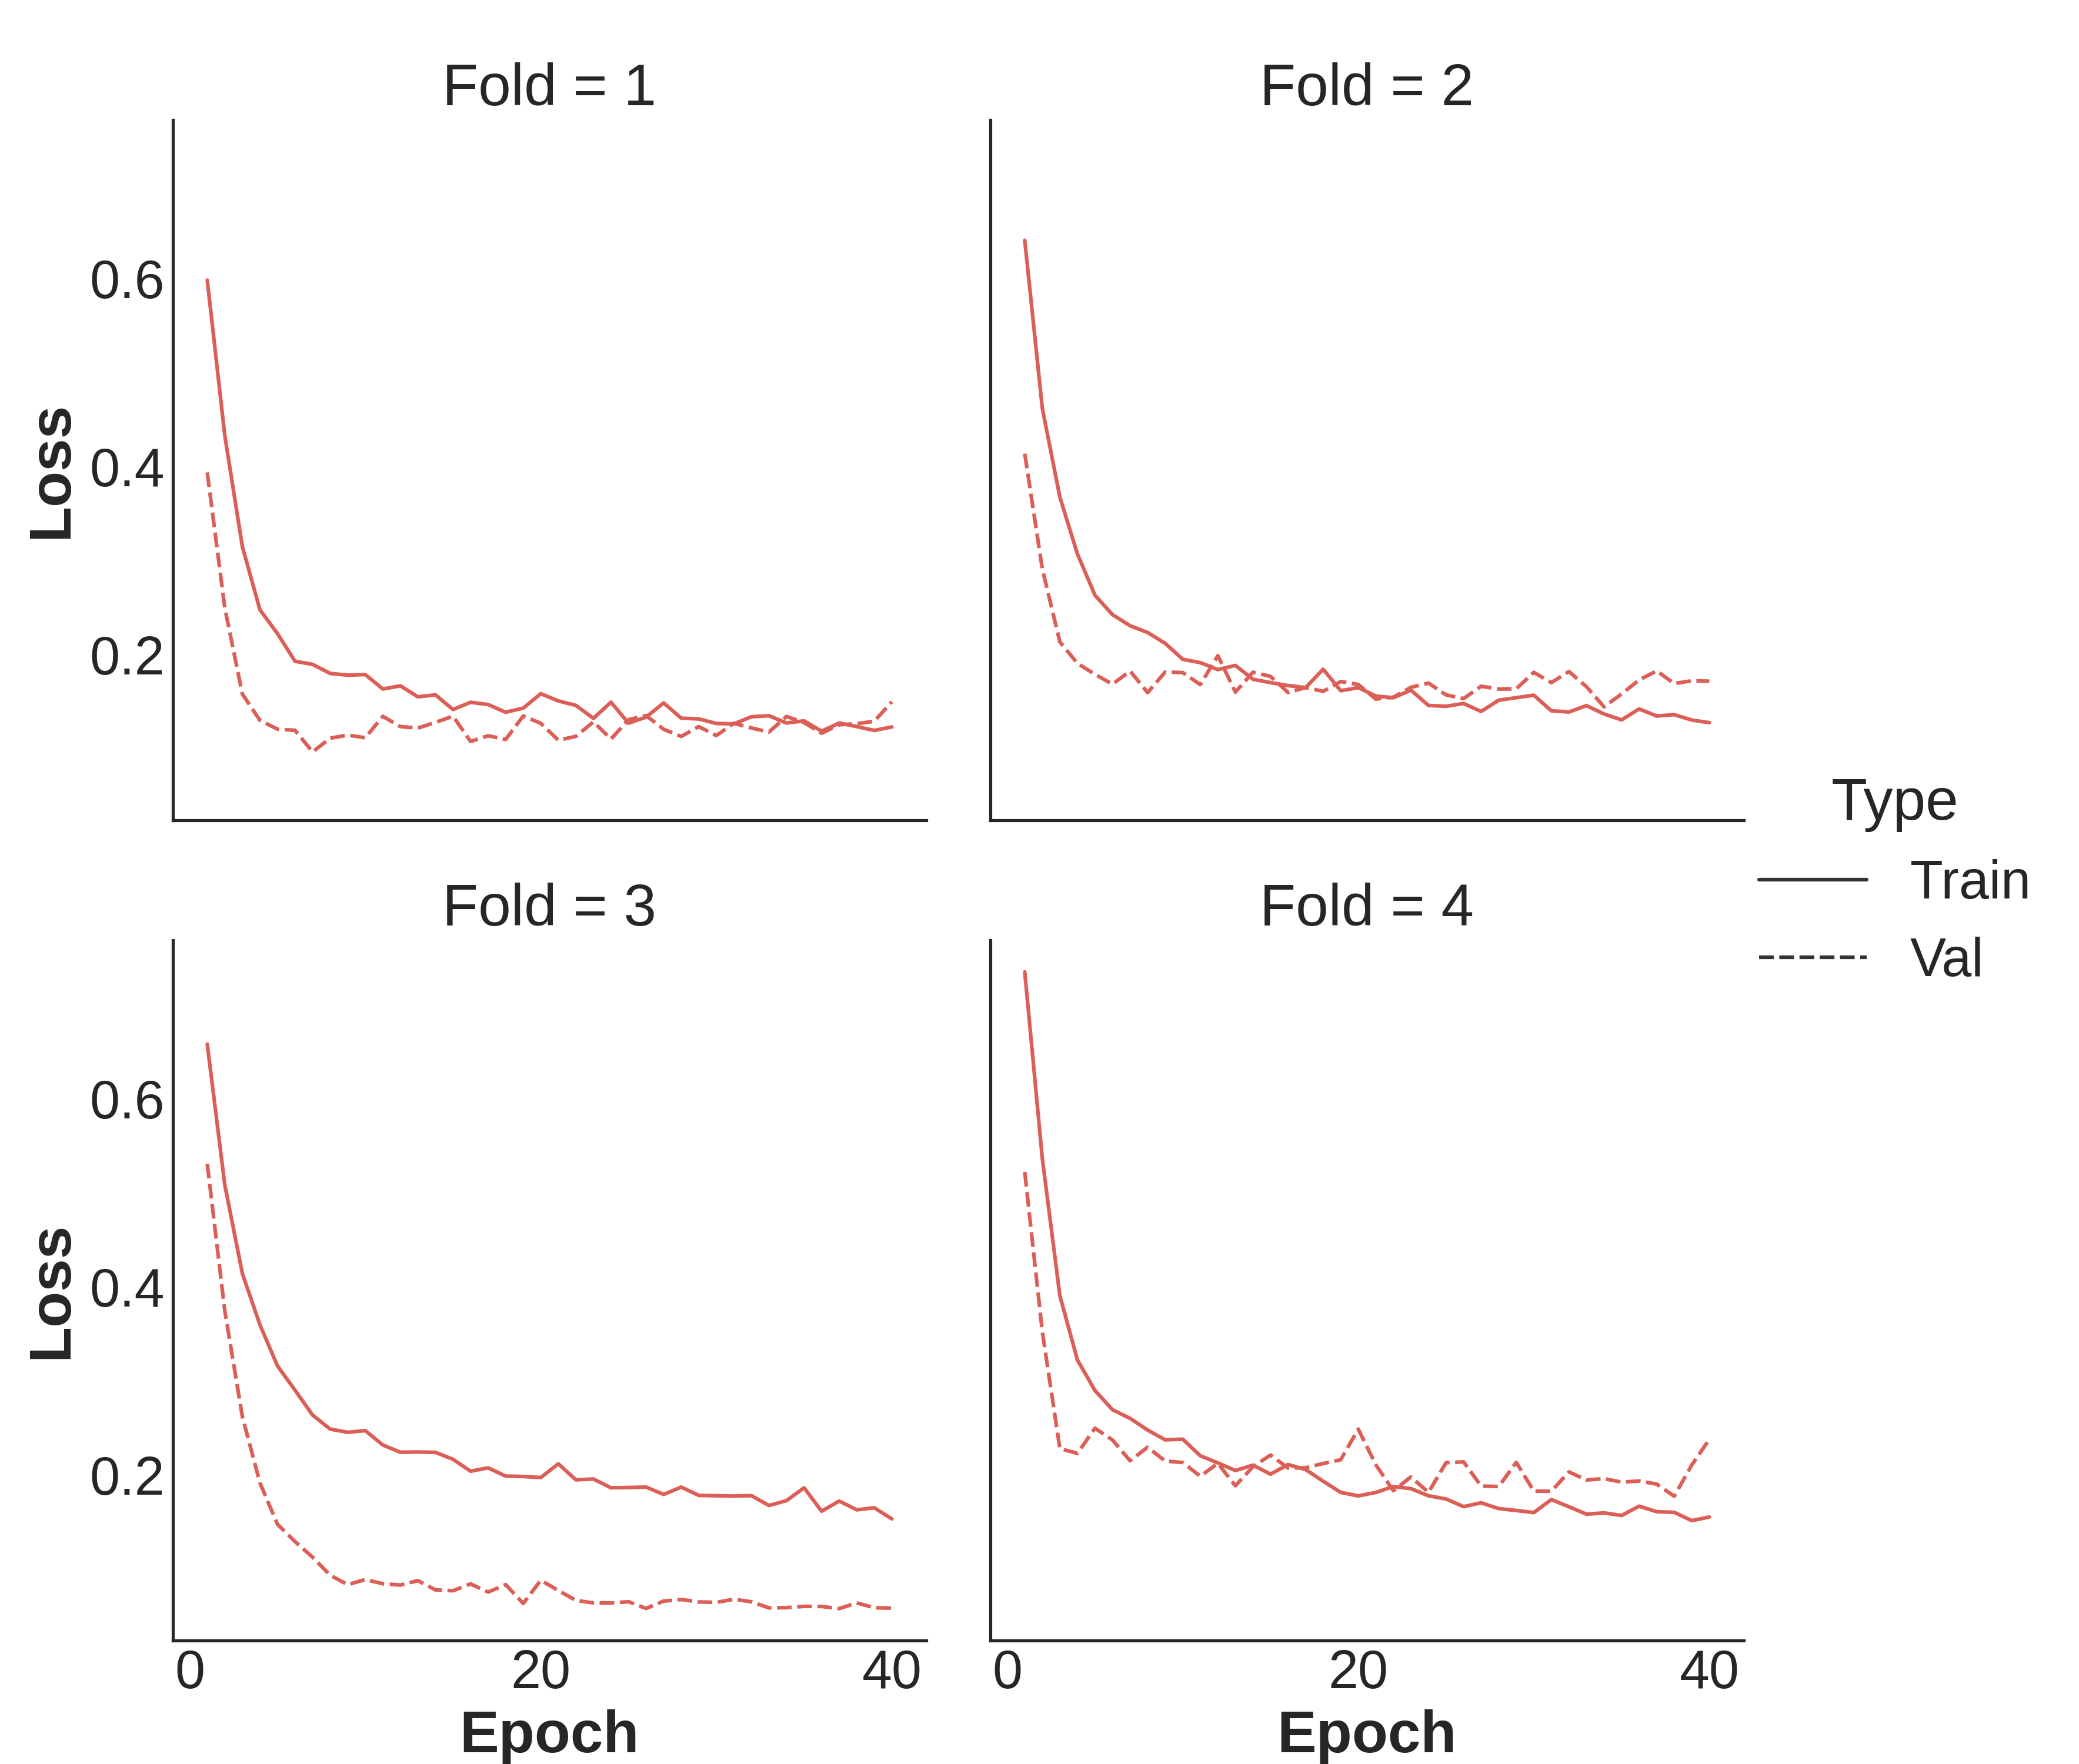 Fold = 1
Fold = 2
Loss
0.6
0.4
0.2
Type
Train
Val
Fold = 3
Fold = 4
Loss
0.6
0.4
0.2
0 20 40
0 20 40
Epoch
Epoch